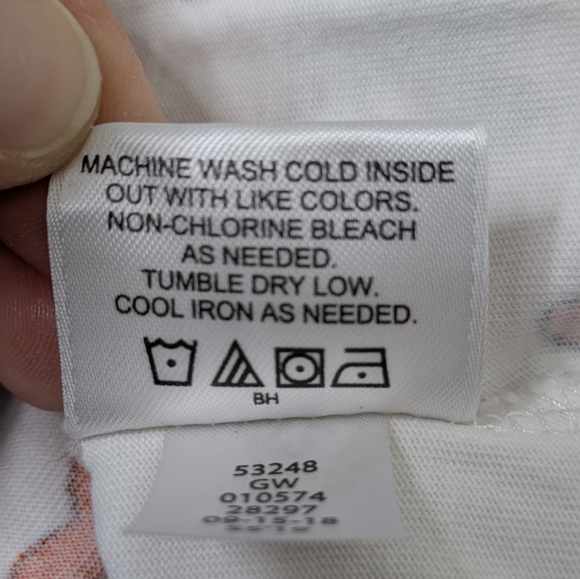 MACHINE WASH COLD INSIDE
OUT WITH LIKE COLORS.
NON-CHLORINE BLEACH
AS NEEDED.
TUMBLE DRY LOW.
COOL IRON AS NEEDED.
BH
53248
GW
010574
28297
09-15-18